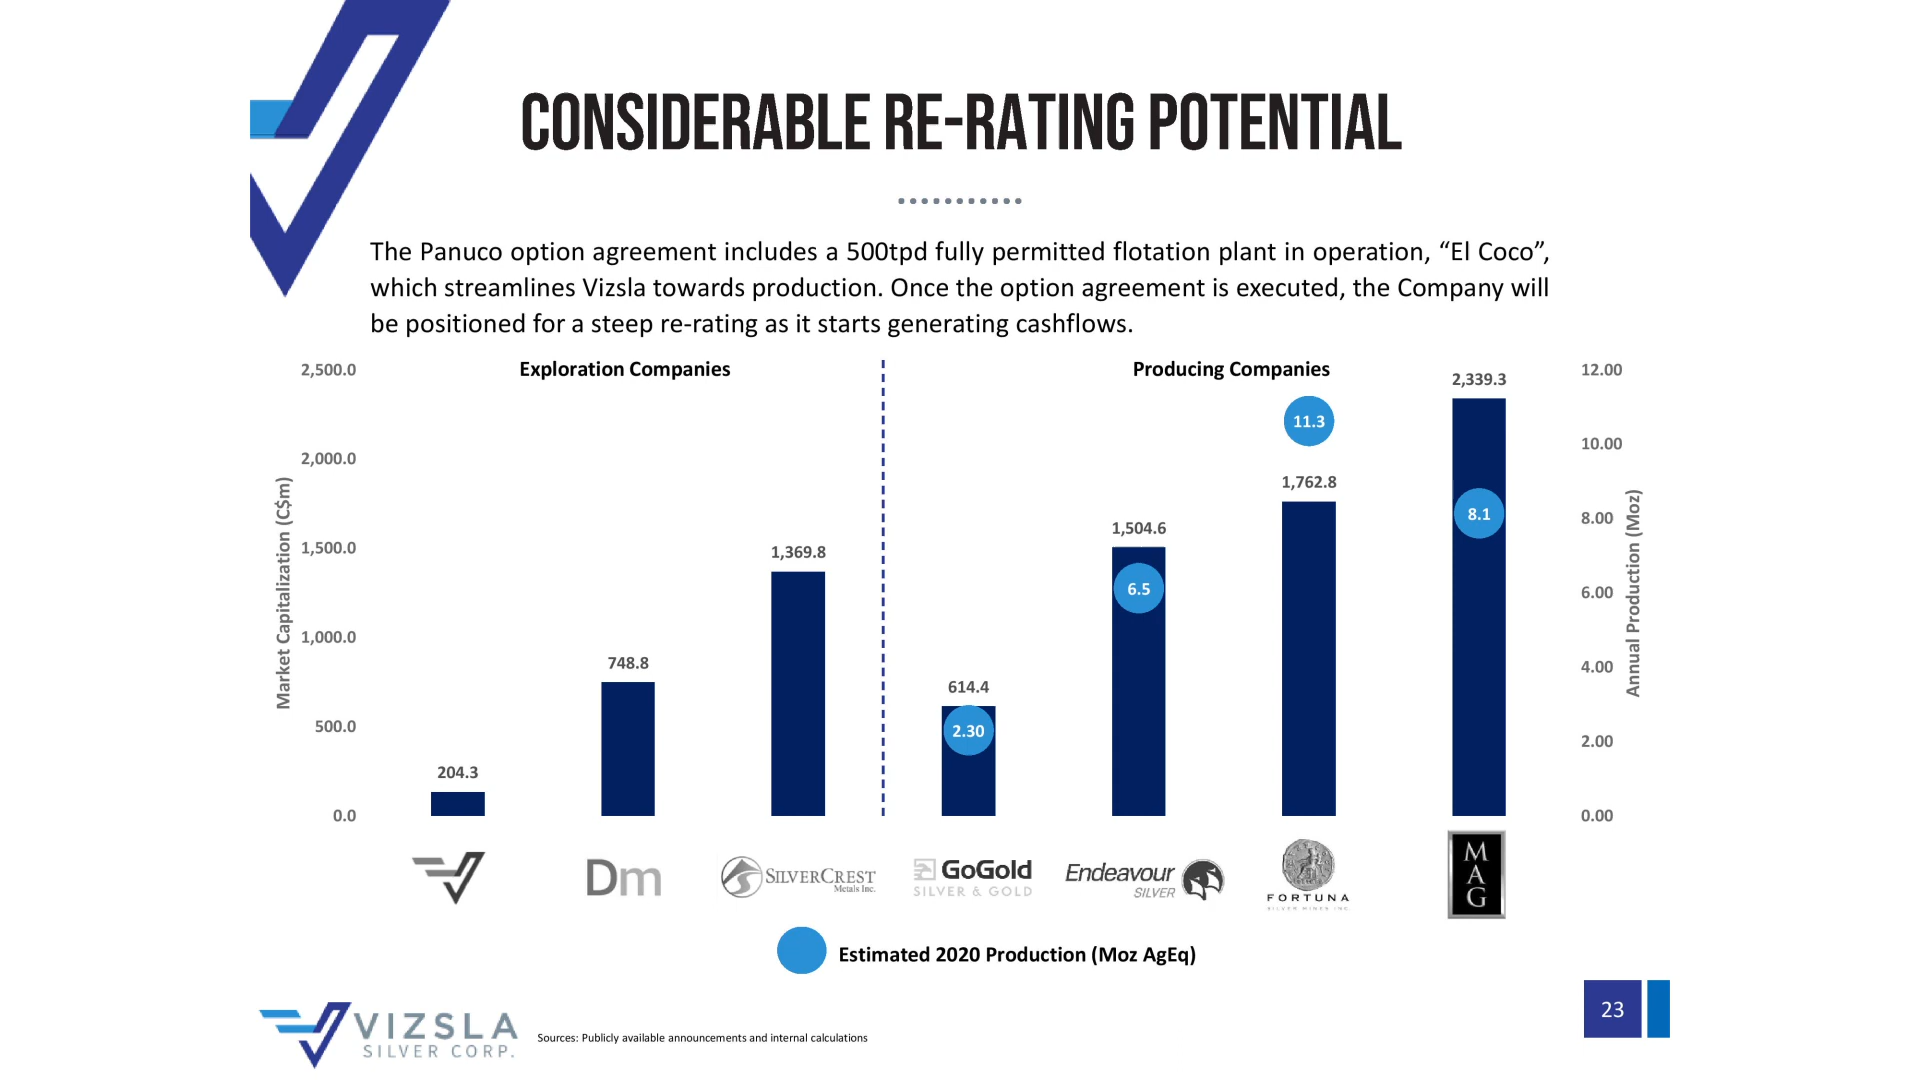 CONSIDERABLE RE-RATING POTENTIAL
The Panuco option agreement includes a 500tpd fully permitted flotation plant in operation, “El Coco”,
which streamlines Vizsla towards production. Once the option agreement is executed, the Company will
be positioned for a steep re-rating as it starts generating cashflows.
Exploration Companies
Producing Companies
Market Capitalization (C$m)
2,500.0
2,000.0
1,500.0
1,000.0
500.0
0.0
204.3
748.8
1,369.8
614.4
1,504.6
1,762.8
2,339.3
2.30
6.5
11.3
8.1
12.00
10.00
8.00
6.00
4.00
2.00
0.00
Annual Production (Moz)
Dm
SILVERCREST
Metals Inc.
GoGold
SILVER & GOLD
Endeavour
SILVER
FORTUNA
SILVER MINES INC.
M
A
G
Estimated 2020 Production (Moz AgEq)
VIZSLA
SILVER CORP.
Sources: Publicly available announcements and internal calculations
23